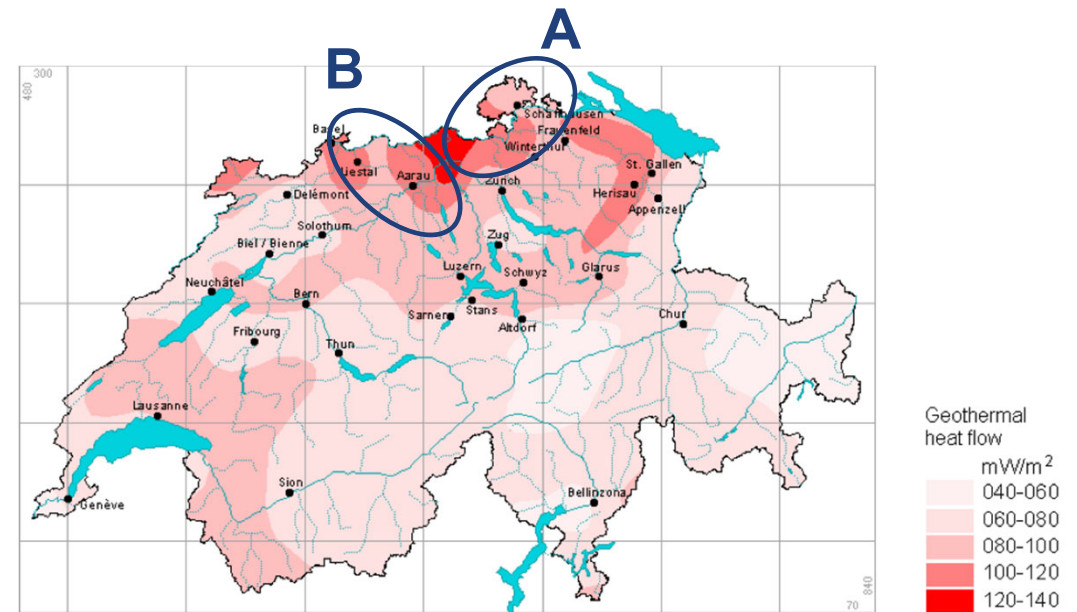 A
B
300
480
Schaffhausen
Basel
Frauenfeld
Winterthur
Liestal
St. Gallen
Aarau
Zürich
Herisau
Delémont
Appenzell
Solothurn
Zug
Biel / Bienne
Luzern
Schwyz
Glarus
Neuchâtel
Bern
Stans
Sarnen
Altdorf
Chur
Fribourg
Thun
Lausanne
Sion
Bellinzona
Genève
840
70
Geothermal
heat flow
mW/m²
040-060
060-080
080-100
100-120
120-140